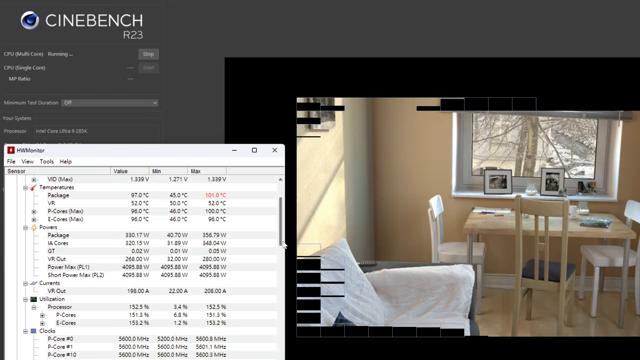 CINEBENCH
R23
CPU (Multi Core) Running ... Stop
CPU (Single Core) --- Start
MP Ratio ---
Minimum Test Duration Off
Your System
Processor Intel Core Ultra 9 285K
HWMonitor
File View Tools Help
Sensor Value Min Max
VID (Max) 1.339 V 1.271 V 1.339 V
Temperatures
Package 97.0 °C 45.0 °C 101.0 °C
VR 52.0 °C 50.0 °C 52.0 °C
P-Cores (Max) 96.0 °C 46.0 °C 100.0 °C
E-Cores (Max) 96.0 °C 46.0 °C 96.0 °C
Powers
Package 330.17 W 40.70 W 356.79 W
IA Cores 320.15 W 31.89 W 348.04 W
GT 0.02 W 0.01 W 0.05 W
VR Out 268.00 W 32.00 W 280.00 W
Power Max (PL1) 4095.88 W 4095.88 W 4095.88 W
Short Power Max (PL2) 4095.88 W 4095.88 W 4095.88 W
Currents
VR Out 198.00 A 22.00 A 208.00 A
Utilization
Processor 152.5 % 3.4 % 152.5 %
P-Cores 151.3 % 6.8 % 151.3 %
E-Cores 153.2 % 1.2 % 153.2 %
Clocks
P-Core #0 5600.0 MHz 5200.0 MHz 5600.8 MHz
P-Core #1 5600.0 MHz 5600.0 MHz 5601.1 MHz
P-Core #10 5600.0 MHz 5600.0 MHz 5600.3 MHz